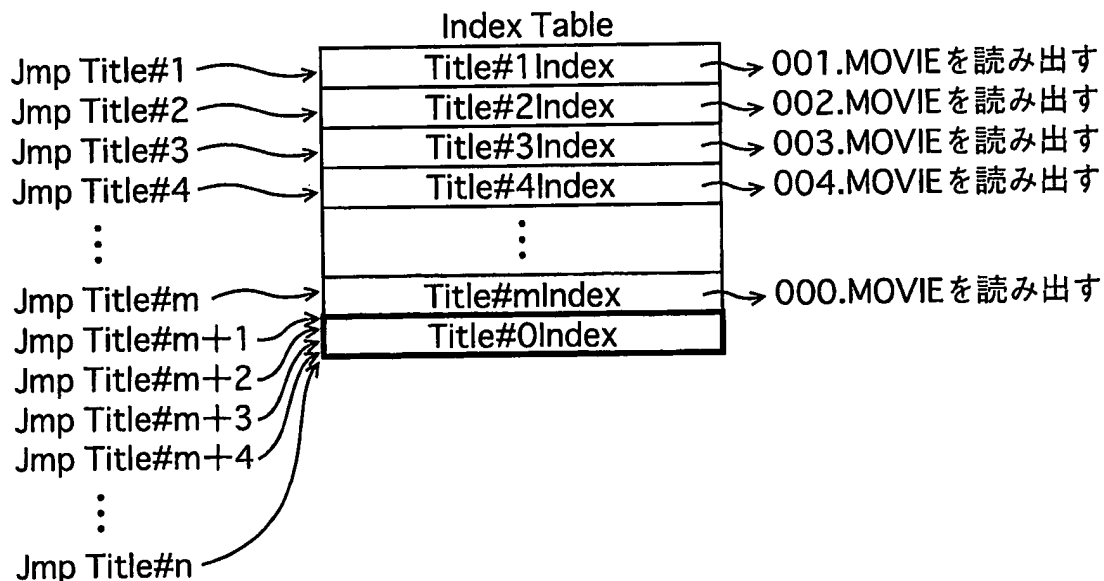 Index Table
Jmp Title#1 Title#1Index 001.MOVIEを読み出す
Jmp Title#2 Title#2Index 002.MOVIEを読み出す
Jmp Title#3 Title#3Index 003.MOVIEを読み出す
Jmp Title#4 Title#4Index 004.MOVIEを読み出す
Jmp Title#m Title#mIndex 000.MOVIEを読み出す
Jmp Title#m+1 Title#0Index
Jmp Title#m+2
Jmp Title#m+3
Jmp Title#m+4
Jmp Title#n